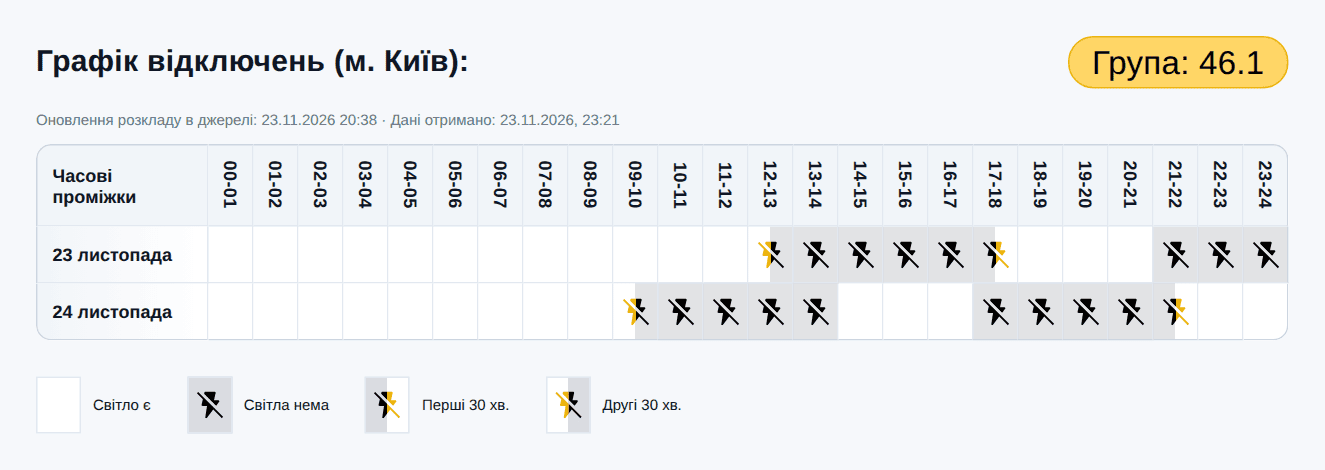 Графік відключень (м. Київ):
Група: 46.1
Оновлення розкладу в джерелі: 23.11.2026 20:38 · Дані отримано: 23.11.2026, 23:21
Часові
проміжки
00-01 01-02 02-03 03-04 04-05 05-06 06-07 07-08 08-09 09-10 10-11 11-12 12-13 13-14 14-15 15-16 16-17 17-18 18-19 19-20 20-21 21-22 22-23 23-24
23 листопада
24 листопада
Світло є
Світла нема
Перші 30 хв.
Другі 30 хв.